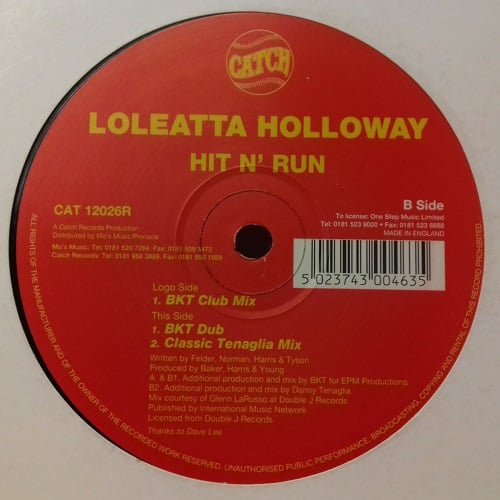 CATCH
LOLEATTA HOLLOWAY
HIT N' RUN
CAT 12026R
A Catch Records Production
Distributed by Mo's Music/Pinnacle
Mo's Music: Tel: 0181 520 7264, Fax: 0181 509 1472
Catch Records: Tel: 0181 958 3889, Fax: 0181 954 1989
B Side
To license: One Step Music Limited
Tel: 0181 523 9000 • Fax: 0181 523 8888
MADE IN ENGLAND
5 023743 004635
Logo Side
1. BKT Club Mix
This Side
1. BKT Dub
2. Classic Tenaglia Mix
Written by Felder, Norman, Harris & Tyson
Produced by Baker, Harris & Young
A. & B1. Additional production and mix by BKT for EPM Productions
B2. Additional production and mix by Danny Tenaglia
Mix courtesy of Glenn LaRusso at Double J Records
Published by International Music Network
Licensed from Double J Records
Thanks to Dave Lee
ALL RIGHTS OF THE MANUFACTURER AND OF THE OWNER OF THE RECORDED WORK RESERVED. UNAUTHORISED PUBLIC PERFORMANCE, BROADCASTING, COPYING AND RENTAL OF THIS RECORD PROHIBITED.